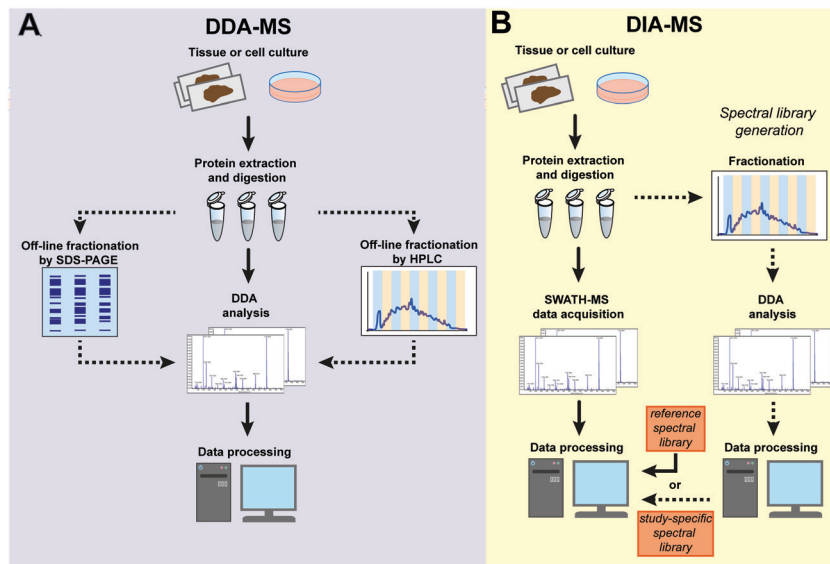 A
DDA-MS
Tissue or cell culture
Protein extraction
and digestion
Off-line fractionation
by SDS-PAGE
Off-line fractionation
by HPLC
DDA
analysis
Data processing
B
DIA-MS
Tissue or cell culture
Spectral library
generation
Protein extraction
and digestion
Fractionation
SWATH-MS
data acquisition
DDA
analysis
reference
spectral
library
Data processing
Data processing
or
study-specific
spectral
library